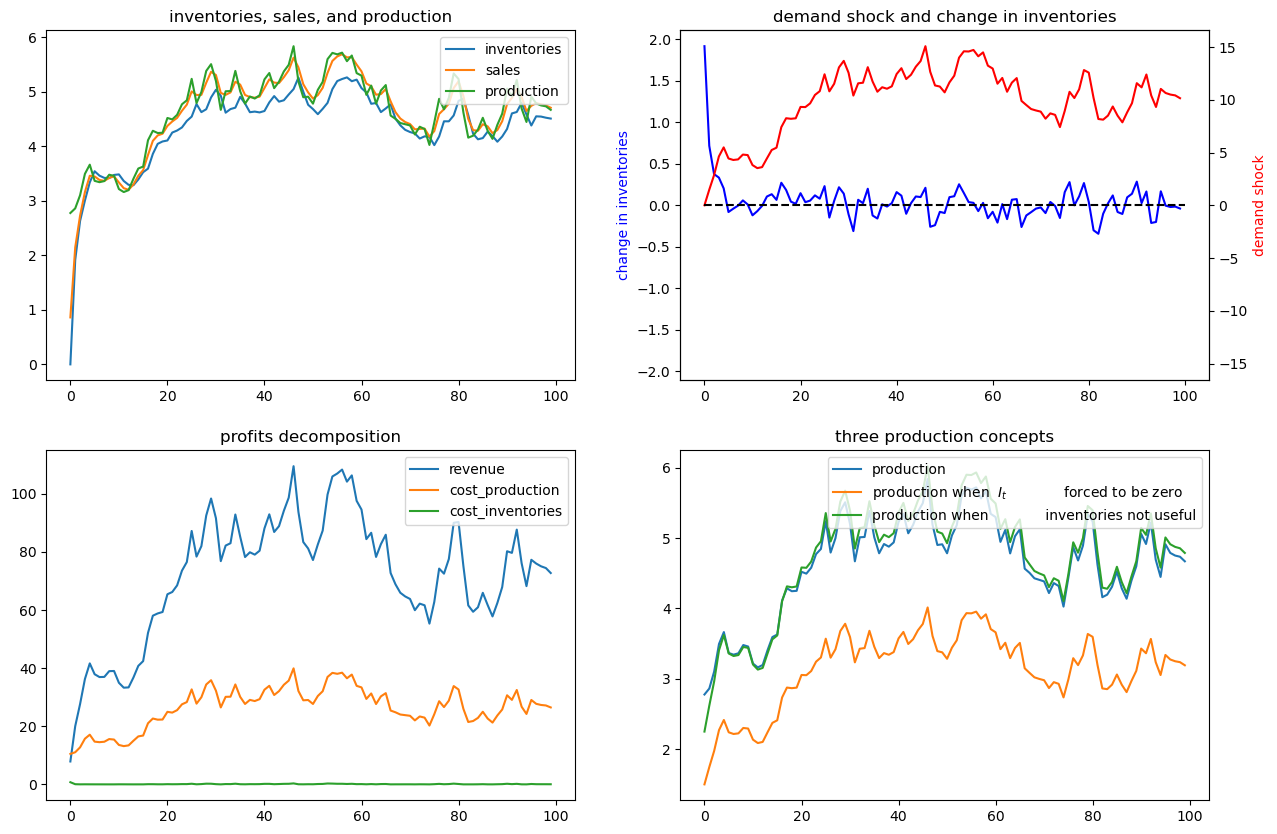 inventories, sales, and production
6
5
4
3
2
1
0
inventories
sales
production
0 20 40 60 80 100
demand shock and change in inventories
2.0
1.5
1.0
0.5
0.0
−0.5
−1.0
−1.5
−2.0
change in inventories
15
10
5
0
−5
−10
−15
demand shock
0 20 40 60 80 100
profits decomposition
100
80
60
40
20
0
revenue
cost_production
cost_inventories
0 20 40 60 80 100
three production concepts
6
5
4
3
2
production
production when I_t forced to be zero
production when inventories not useful
0 20 40 60 80 100